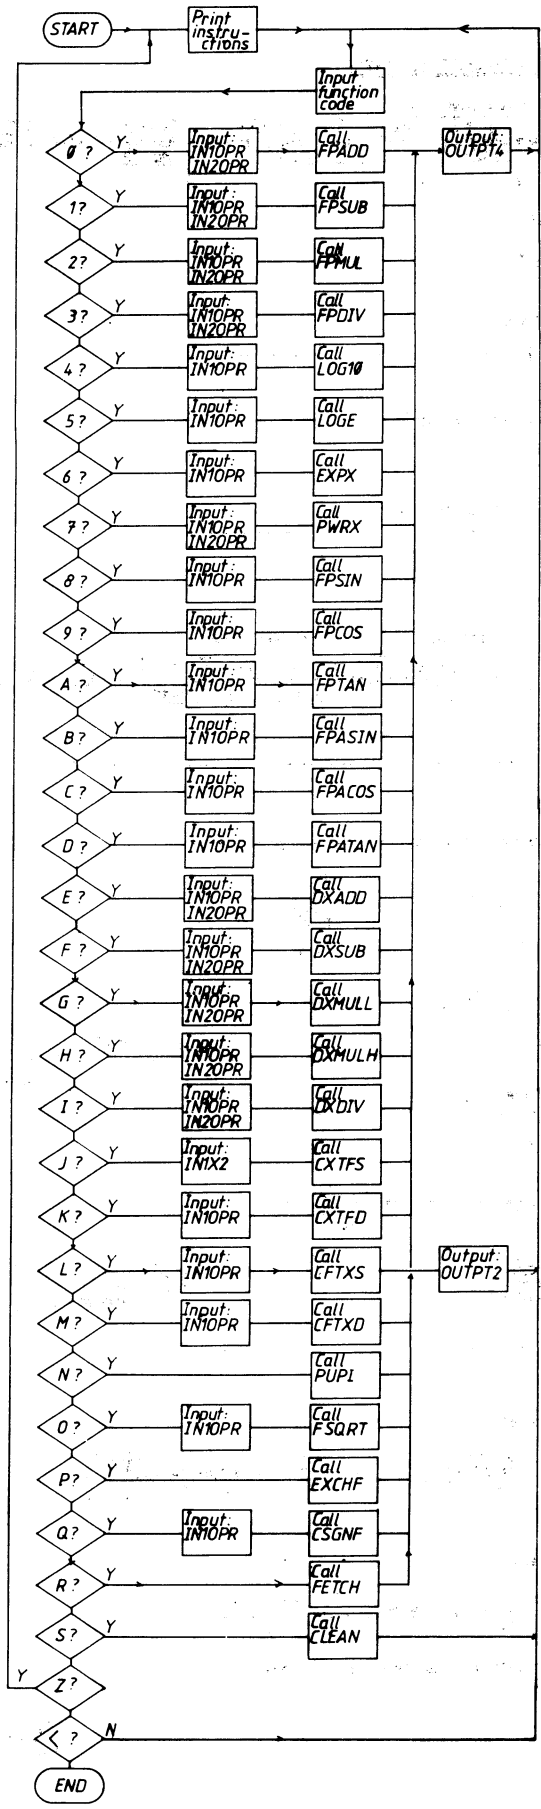 START
Print
instru-
ctions
Input
function
code
0 ?
Y
Input:
IN1OPR
IN2OPR
Call
FPADD
Output:
OUTPT4
1?
Y
Input:
IN1OPR
IN2OPR
Call
FPSUB
2?
Y
Input:
IN1OPR
IN2OPR
Call
FPMUL
3?
Y
Input:
IN1OPR
IN2OPR
Call
FPDIV
4?
Y
Input:
IN1OPR
Call
LOG10
5?
Y
Input:
IN1OPR
Call
LOGE
6?
Y
Input:
IN1OPR
Call
EXPX
7?
Y
Input:
IN1OPR
IN2OPR
Call
PWRX
8?
Y
Input:
IN1OPR
Call
FPSIN
9?
Y
Input:
IN1OPR
Call
FPCOS
A?
Y
Input:
IN1OPR
Call
FPTAN
B?
Y
Input:
IN1OPR
Call
FPASIN
C?
Y
Input:
IN1OPR
Call
FPACOS
D?
Y
Input:
IN1OPR
Call
FPATAN
E?
Y
Input:
IN1OPR
IN2OPR
Call
DXADD
F?
Y
Input:
IN1OPR
IN2OPR
Call
DXSUB
G?
Y
Input:
IN1OPR
IN2OPR
Call
DXMULL
H?
Y
Input:
IN1OPR
IN2OPR
Call
DXMULH
I?
Y
Input:
IN1OPR
IN2OPR
Call
DXDIV
J?
Y
Input:
IN1X2
Call
CXTFS
K?
Y
Input:
IN1OPR
Call
CXTFD
L?
Y
Input:
IN1OPR
Call
CFTXS
Output:
OUTPT2
M?
Y
Input:
IN1OPR
Call
CFTXD
N?
Y
Call
PUPI
O?
Y
Input:
IN1OPR
Call
FSQRT
P?
Y
Call
EXCHF
Q?
Y
Input:
IN1OPR
Call
CSGNF
R?
Y
Call
FETCH
S?
Y
Call
CLEAN
Y
Z?
< ?
N
END